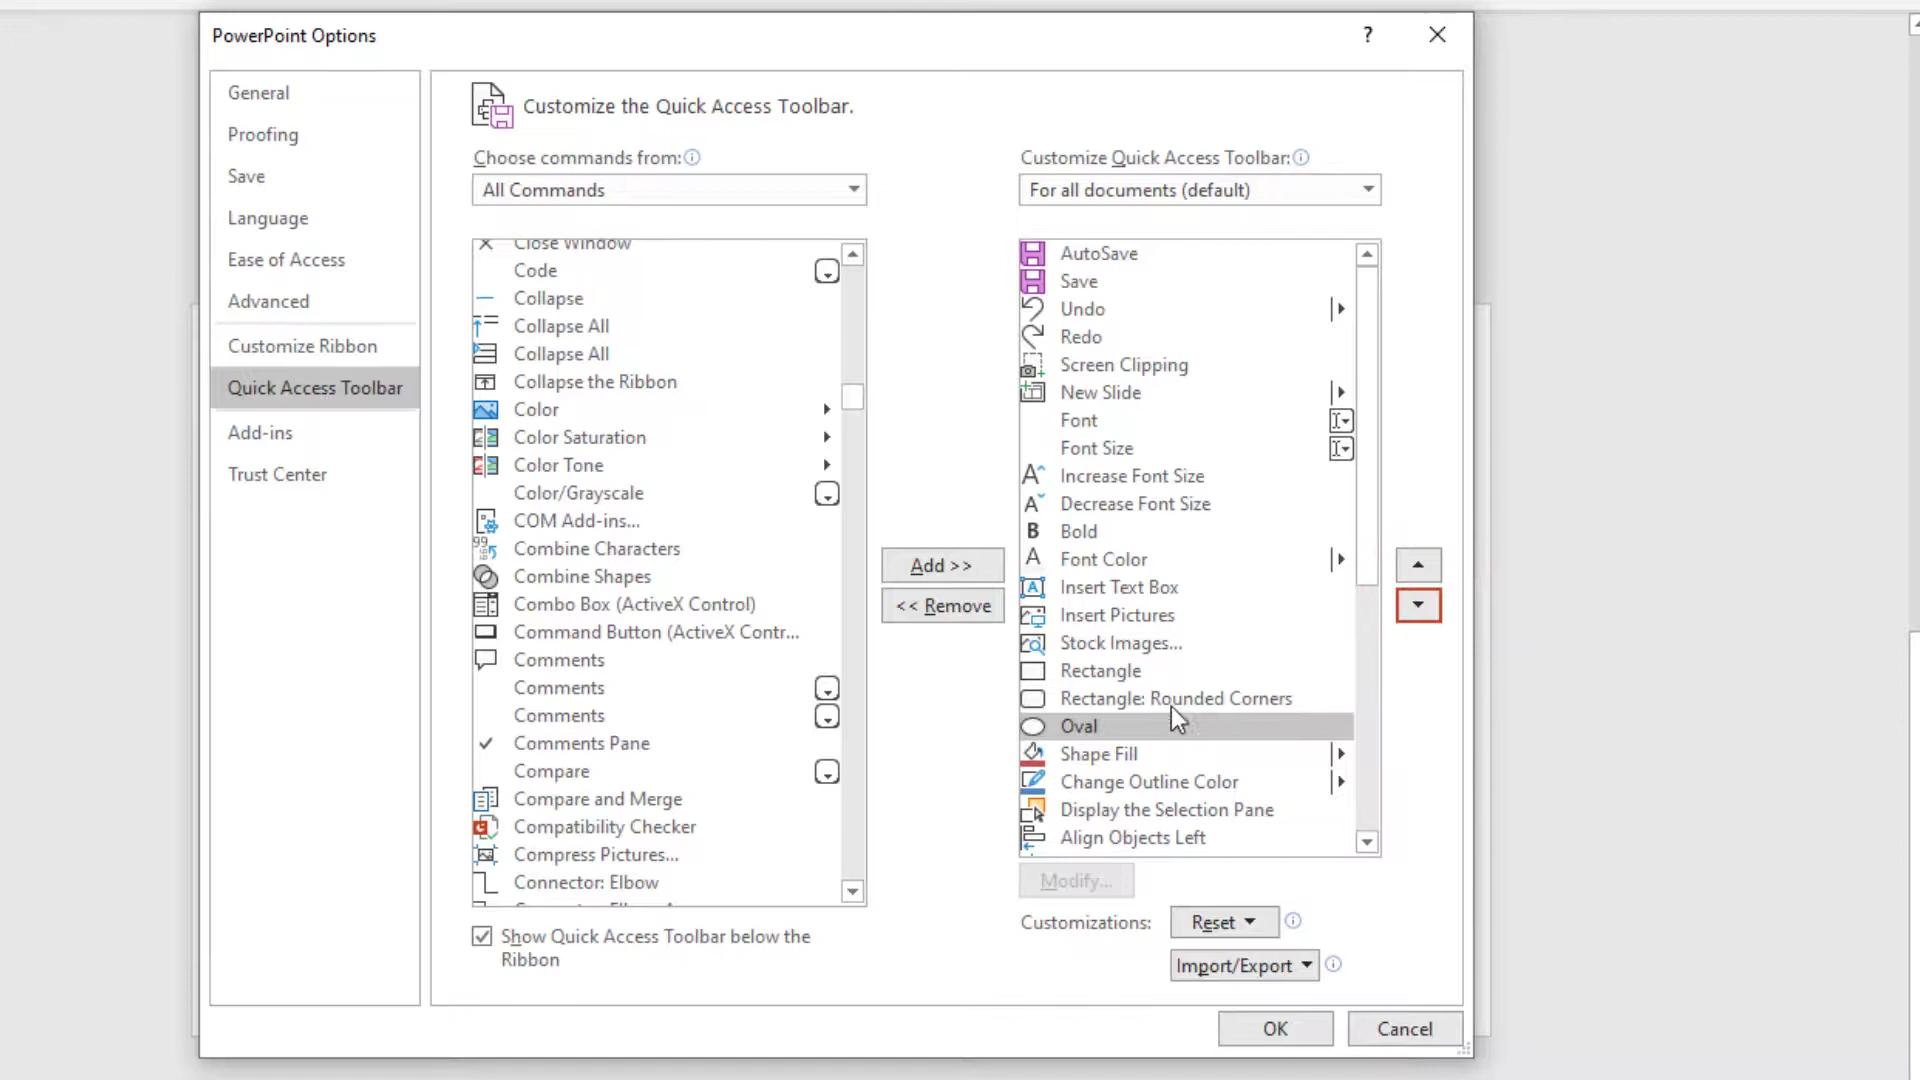 PowerPoint Options
?
General
Proofing
Save
Language
Ease of Access
Advanced
Customize Ribbon
Quick Access Toolbar
Add-ins
Trust Center
Customize the Quick Access Toolbar.
Choose commands from:
All Commands
Close Window
Code
Collapse
Collapse All
Collapse All
Collapse the Ribbon
Color
Color Saturation
Color Tone
Color/Grayscale
COM Add-ins...
Combine Characters
Combine Shapes
Combo Box (ActiveX Control)
Command Button (ActiveX Contr...
Comments
Comments
Comments
Comments Pane
Compare
Compare and Merge
Compatibility Checker
Compress Pictures...
Connector: Elbow
Show Quick Access Toolbar below the
Ribbon
Add >>
<< Remove
Customize Quick Access Toolbar:
For all documents (default)
AutoSave
Save
Undo
Redo
Screen Clipping
New Slide
Font
Font Size
Increase Font Size
Decrease Font Size
Bold
Font Color
Insert Text Box
Insert Pictures
Stock Images...
Rectangle
Rectangle: Rounded Corners
Oval
Shape Fill
Change Outline Color
Display the Selection Pane
Align Objects Left
Modify...
Customizations:
Reset
Import/Export
OK
Cancel